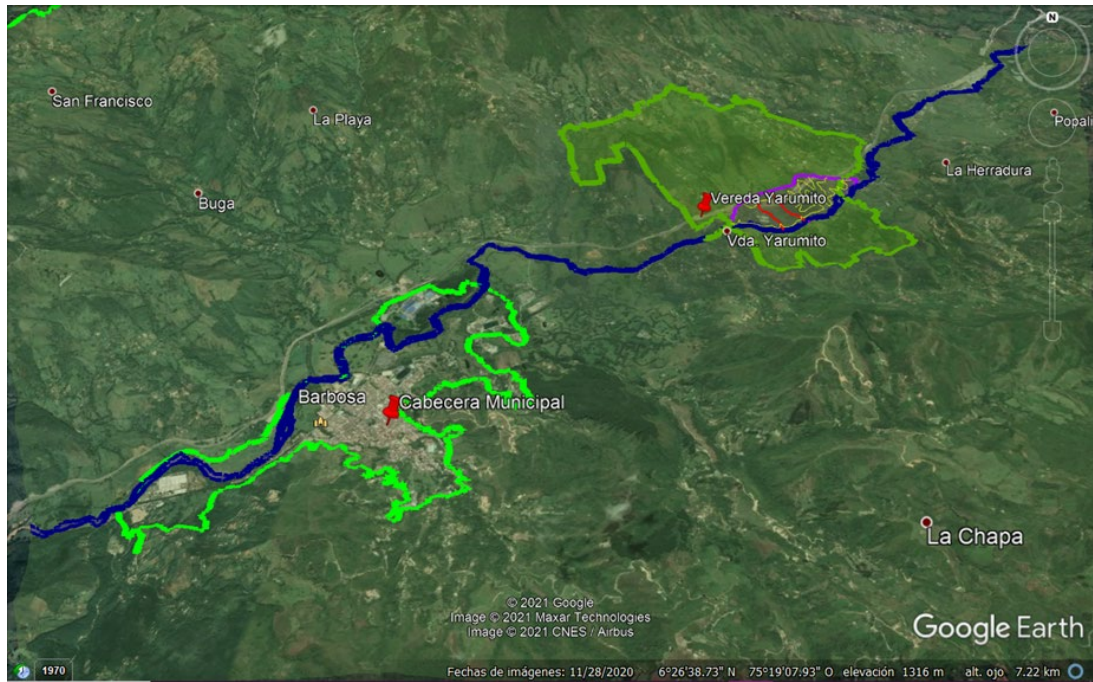 N
San Francisco
La Playa
Popali
La Herradura
Buga
Vereda Yarumito
Vda. Yarumito
Barbosa
Cabecera Municipal
La Chapa
© 2021 Google
Image © 2021 Maxar Technologies
Image © 2021 CNES / Airbus
Google Earth
1970
Fechas de imágenes: 11/28/2020 6°26'38.73" N 75°19'07.93" O elevación 1316 m alt. ojo 7.22 km